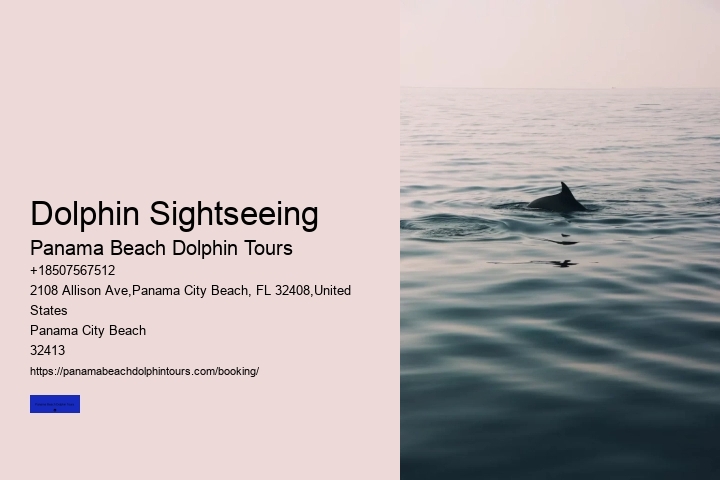 Dolphin Sightseeing
Panama Beach Dolphin Tours
+18507567512
2108 Allison Ave,Panama City Beach, FL 32408,United
States
Panama City Beach
32413
https://panamabeachdolphintours.com/booking/